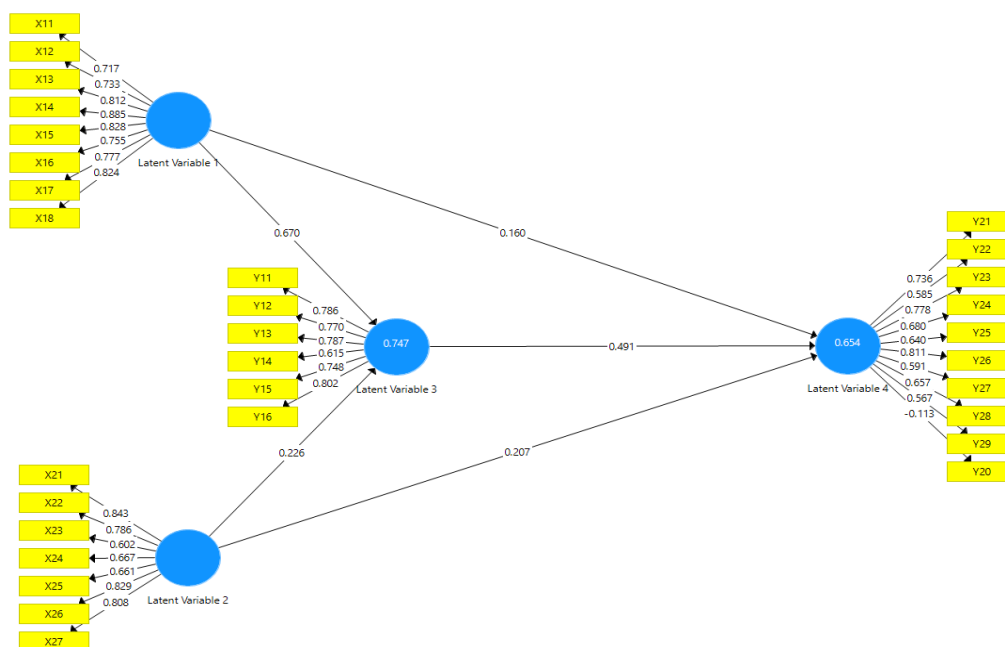 X11
X12
X13
X14
X15
X16
X17
X18
0.717
0.733
0.812
0.885
0.828
0.755
0.777
0.824
Latent Variable 1
0.670
0.160
Y11
Y12
Y13
Y14
Y15
Y16
0.786
0.770
0.787
0.615
0.748
0.802
0.747
Latent Variable 3
0.491
0.654
Latent Variable 4
0.736
0.585
0.778
0.680
0.640
0.811
0.591
0.657
0.567
-0.113
Y21
Y22
Y23
Y24
Y25
Y26
Y27
Y28
Y29
Y20
0.226
0.207
X21
X22
X23
X24
X25
X26
X27
0.843
0.786
0.602
0.667
0.661
0.829
0.808
Latent Variable 2